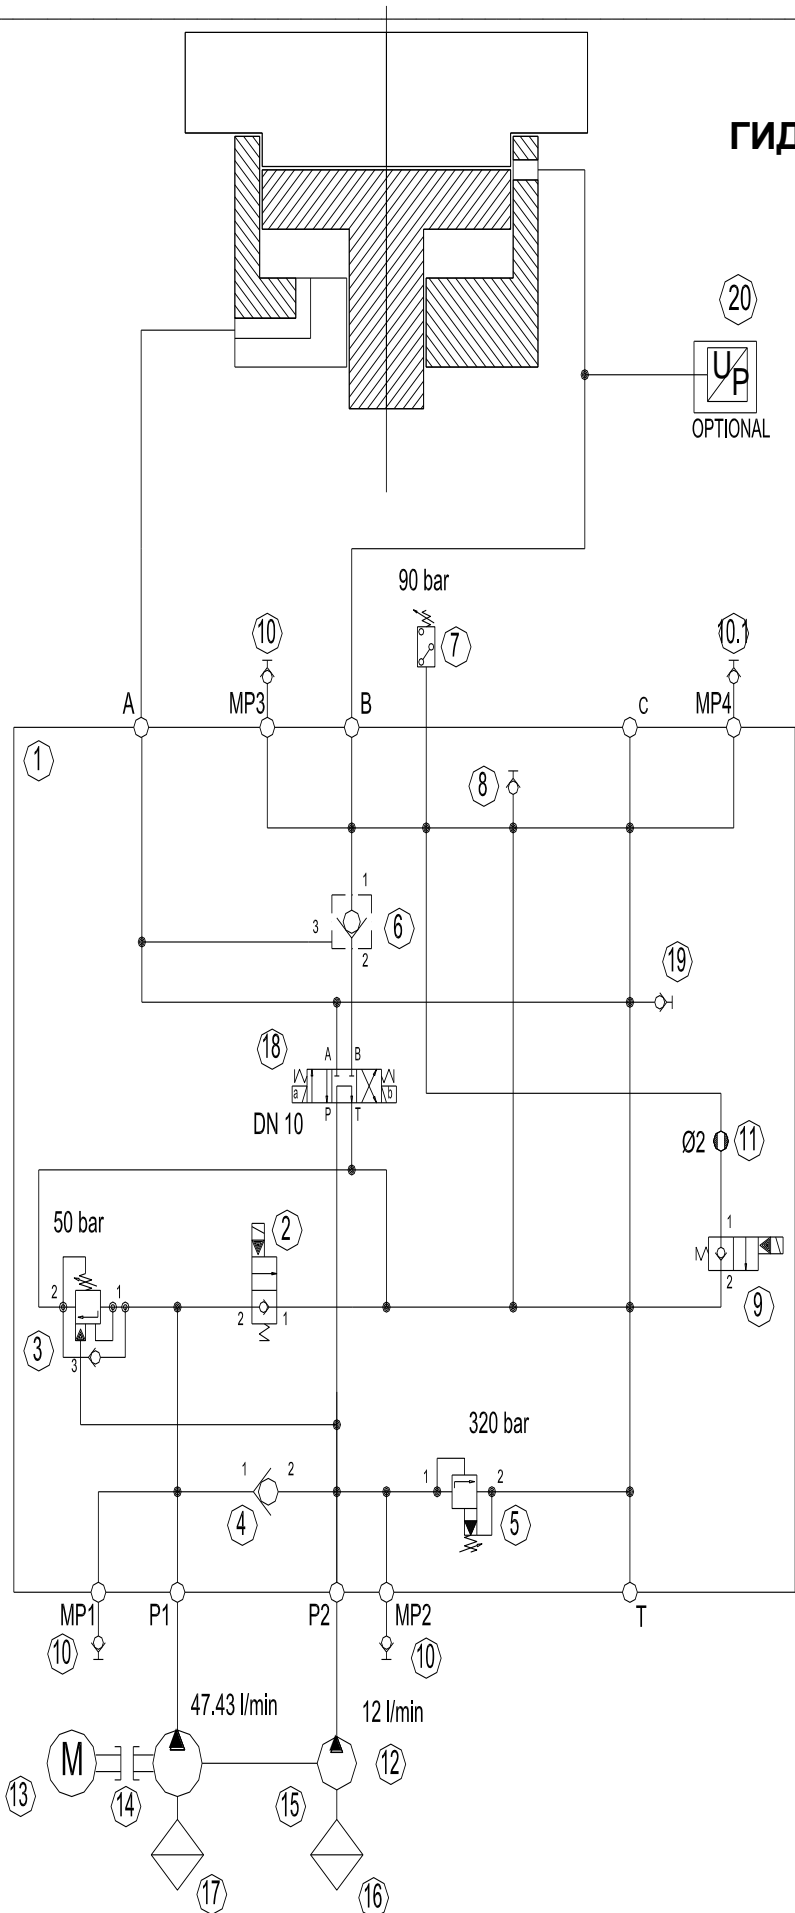 ГИД
20
U
P
OPTIONAL
90 bar
10
7
10.1
A
MP3
B
C
MP4
1
8
1
3
6
2
19
18
A
B
a
b
P
T
DN 10
Ø2
11
50 bar
2
1
2
1
2
1
2
9
3
3
320 bar
1
2
1
2
4
5
MP1
P1
P2
MP2
T
10
10
47.43 l/min
12 l/min
M
12
13
14
15
17
16